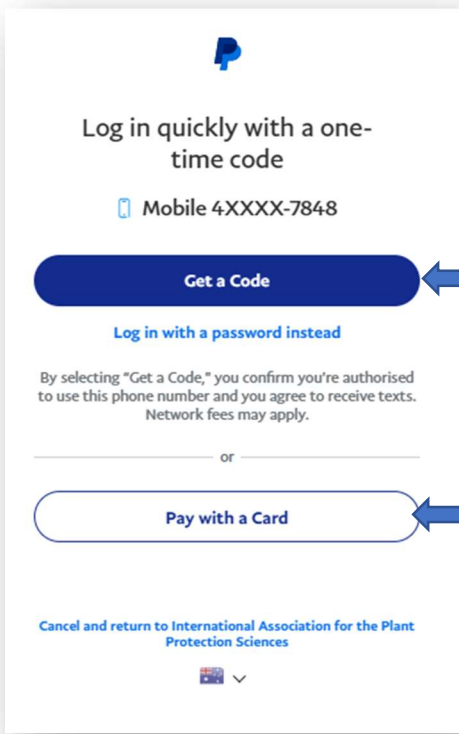 Log in quickly with a one-
time code
Mobile 4XXXX-7848
Get a Code
Log in with a password instead
By selecting "Get a Code," you confirm you're authorised
to use this phone number and you agree to receive texts.
Network fees may apply.
or
Pay with a Card
Cancel and return to International Association for the Plant
Protection Sciences